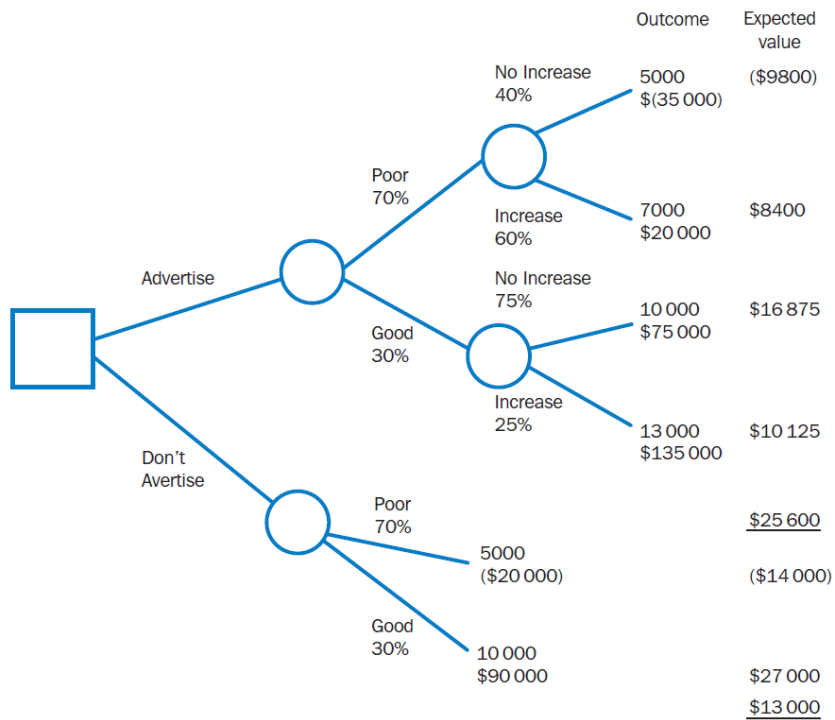 Outcome
Expected
value
No Increase
40%
5000
$(35 000)
($9800)
Poor
70%
Increase
60%
7000
$20 000
$8400
Advertise
No Increase
75%
10 000
$75 000
$16 875
Good
30%
Increase
25%
13 000
$135 000
$10 125
Don't
Avertise
$25 600
Poor
70%
5000
($20 000)
($14 000)
Good
30%
10 000
$90 000
$27 000
$13 000